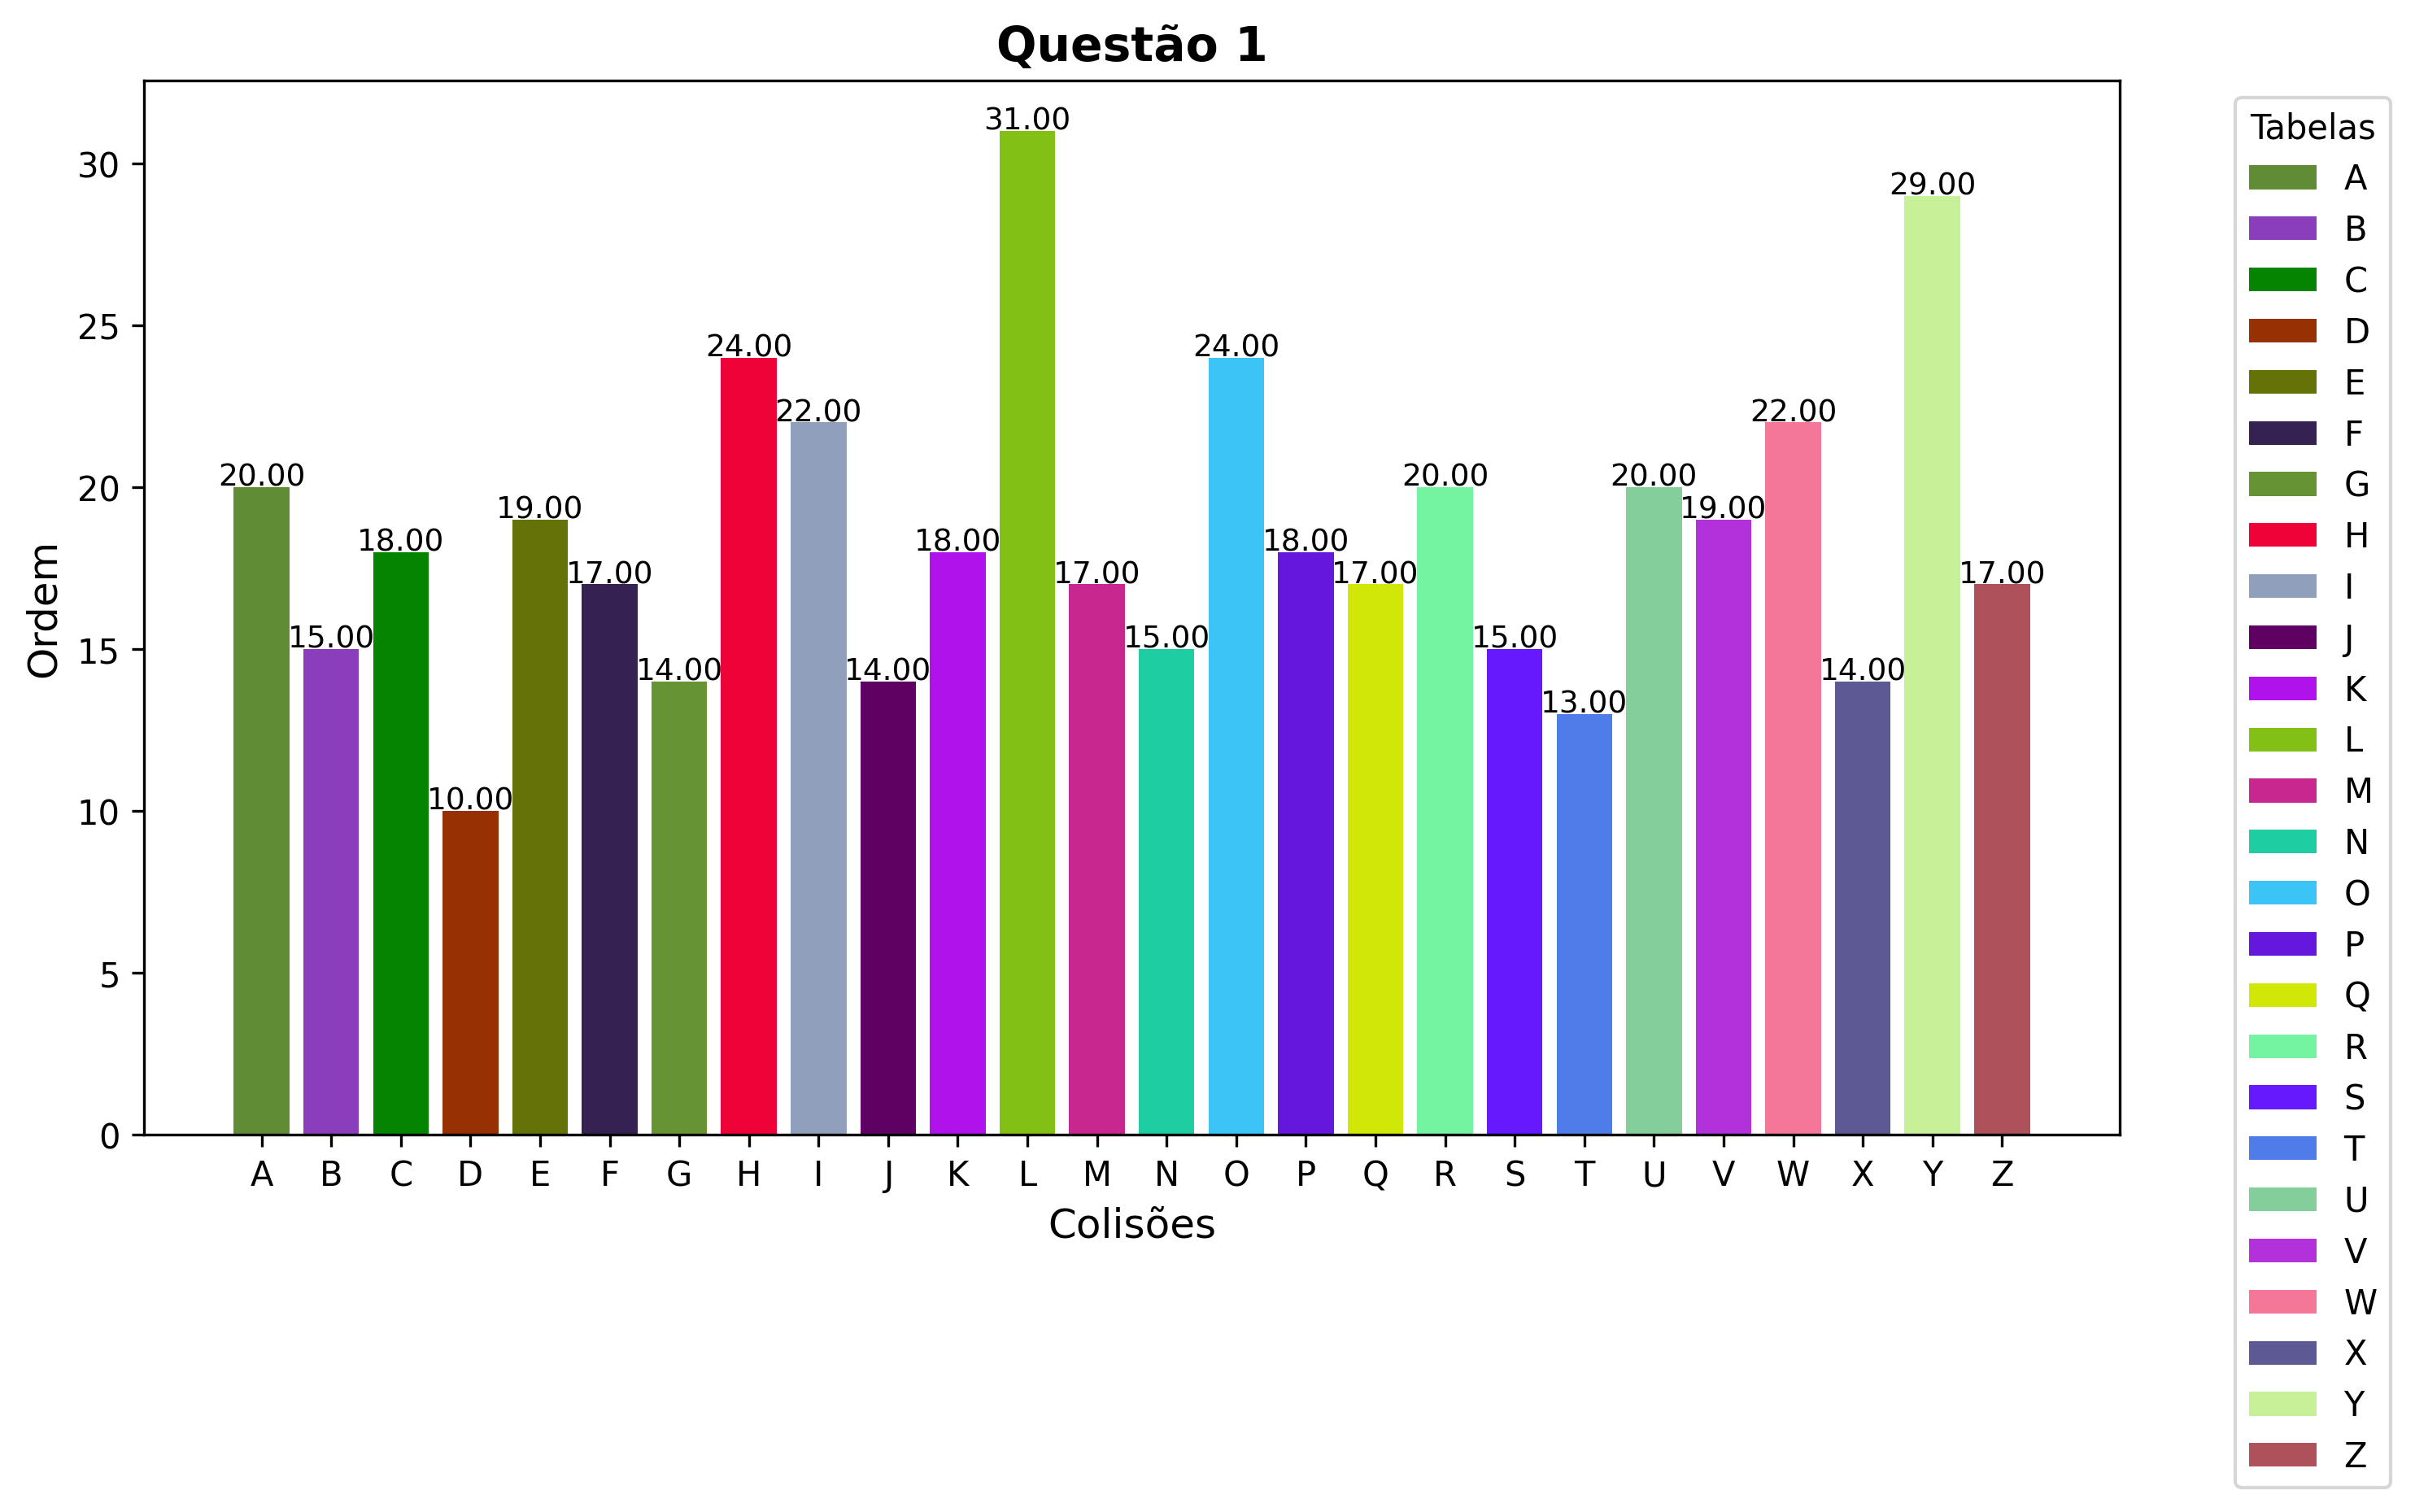 Questão 1
Ordem
30
25
20
15
10
5
0
20.00
15.00
18.00
10.00
19.00
17.00
14.00
24.00
22.00
14.00
18.00
31.00
17.00
15.00
24.00
18.00
17.00
20.00
15.00
13.00
20.00
19.00
22.00
14.00
29.00
17.00
A B C D E F G H I J K L M N O P Q R S T U V W X Y Z
Colisões
Tabelas
A
B
C
D
E
F
G
H
I
J
K
L
M
N
O
P
Q
R
S
T
U
V
W
X
Y
Z